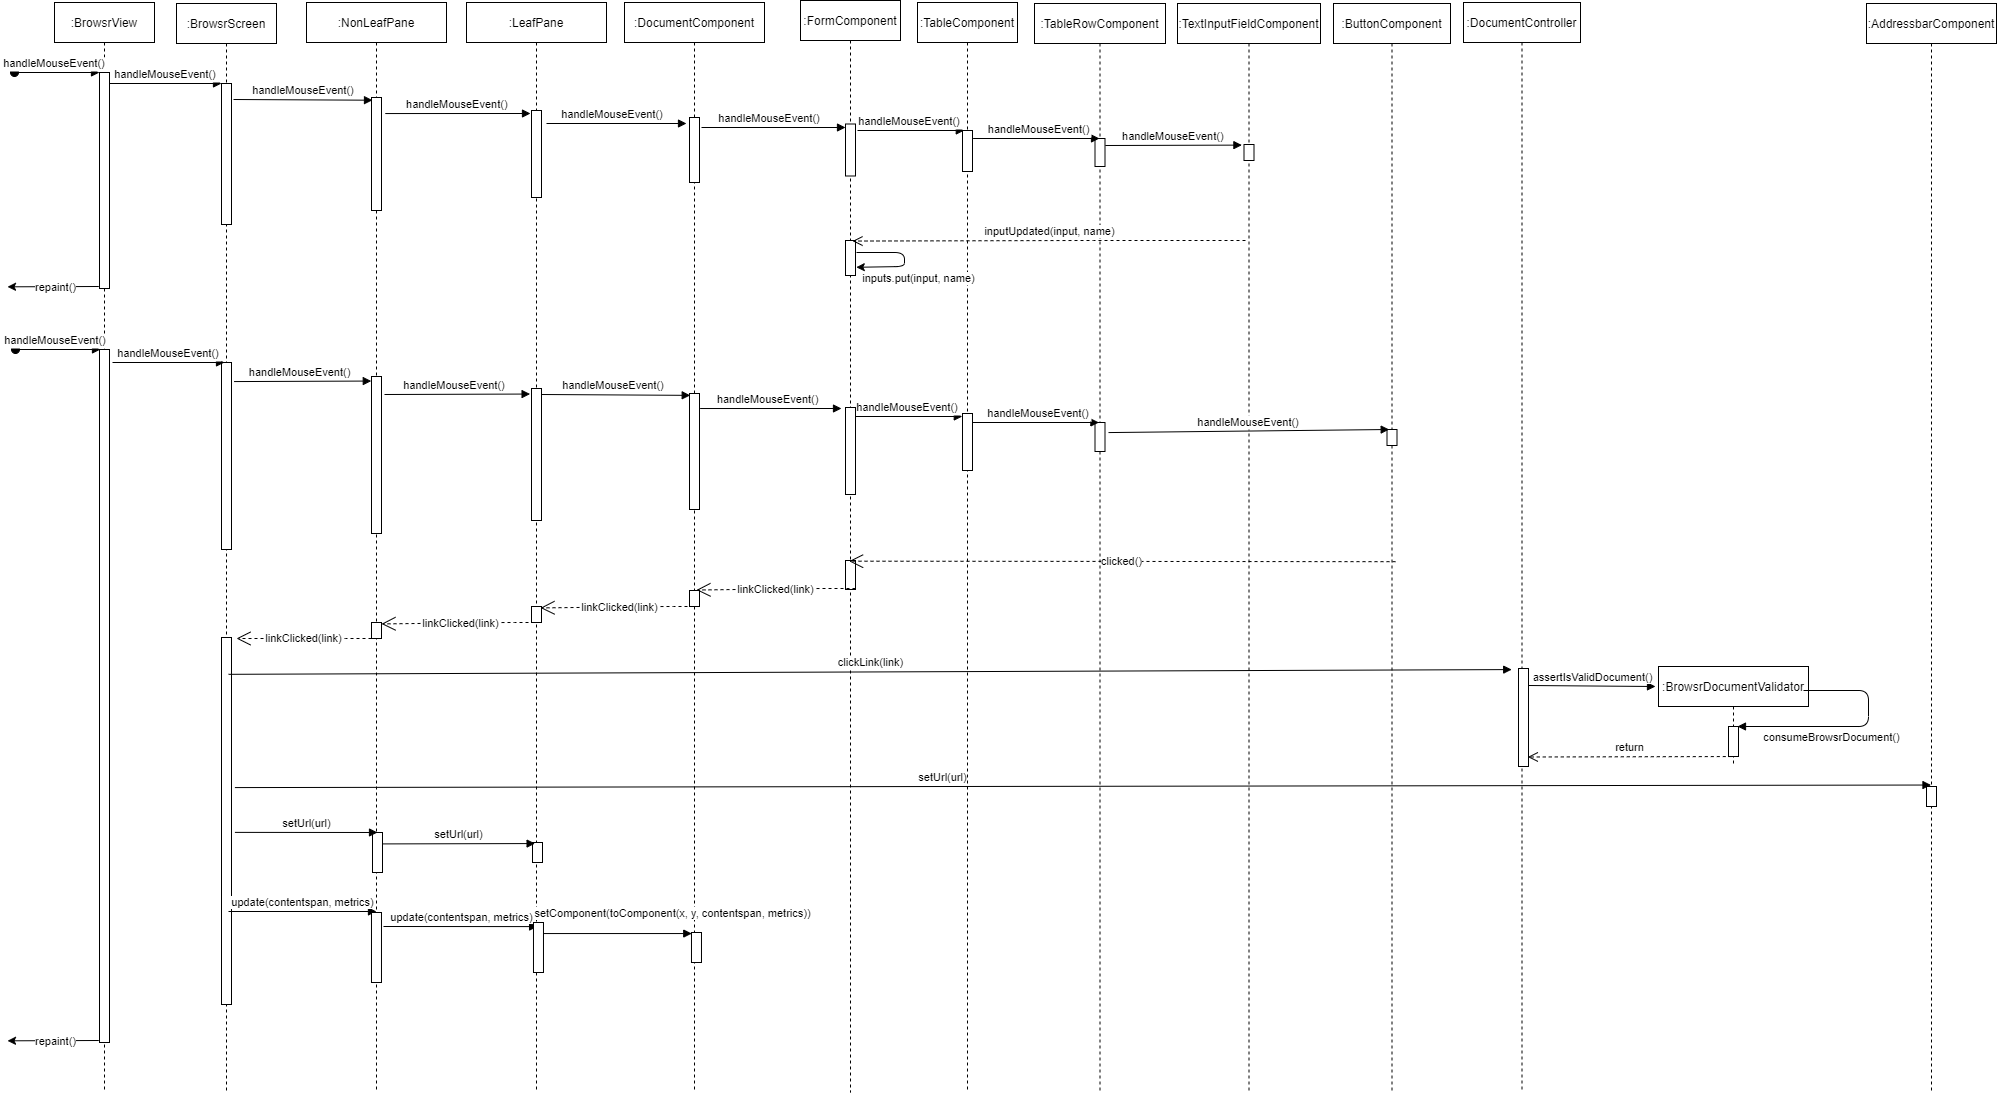 :BrowsrView
:BrowsrScreen
:NonLeafPane
:LeafPane
:DocumentComponent
:FormComponent
:TableComponent
:TableRowComponent
:TextInputFieldComponent
:ButtonComponent
:DocumentController
:AddressbarComponent
handleMouseEvent()
handleMouseEvent()
handleMouseEvent()
handleMouseEvent()
handleMouseEvent()
handleMouseEvent()
handleMouseEvent()
handleMouseEvent()
handleMouseEvent()
inputUpdated(input, name)
inputs.put(input, name)
repaint()
handleMouseEvent()
handleMouseEvent()
handleMouseEvent()
handleMouseEvent()
handleMouseEvent()
handleMouseEvent()
handleMouseEvent()
handleMouseEvent()
handleMouseEvent()
clicked()
linkClicked(link)
linkClicked(link)
linkClicked(link)
linkClicked(link)
clickLink(link)
assertIsValidDocument()
:BrowsrDocumentValidator
consumeBrowsrDocument()
return
setUrl(url)
setUrl(url)
setUrl(url)
update(contentspan, metrics)
update(contentspan, metrics)
setComponent(toComponent(x, y, contentspan, metrics))
repaint()